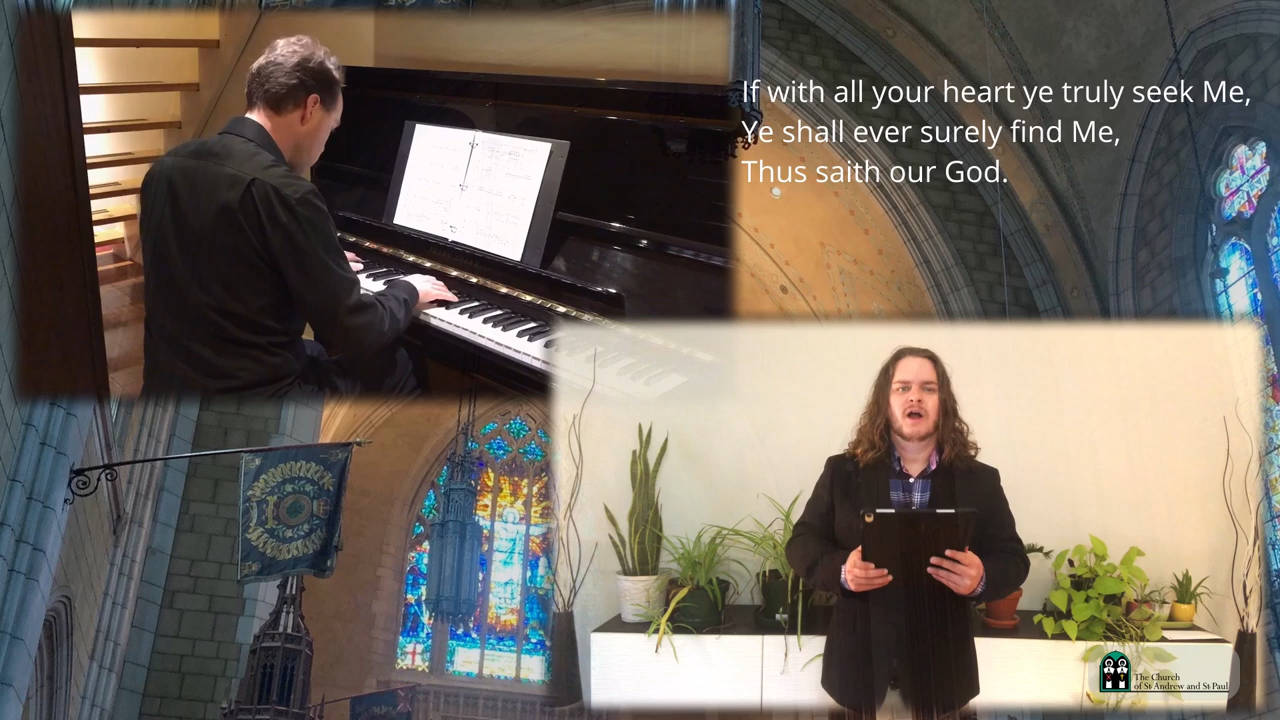 If with all your heart ye truly seek Me,
Ye shall ever surely find Me,
Thus saith our God.
The Church
of St Andrew and St Paul